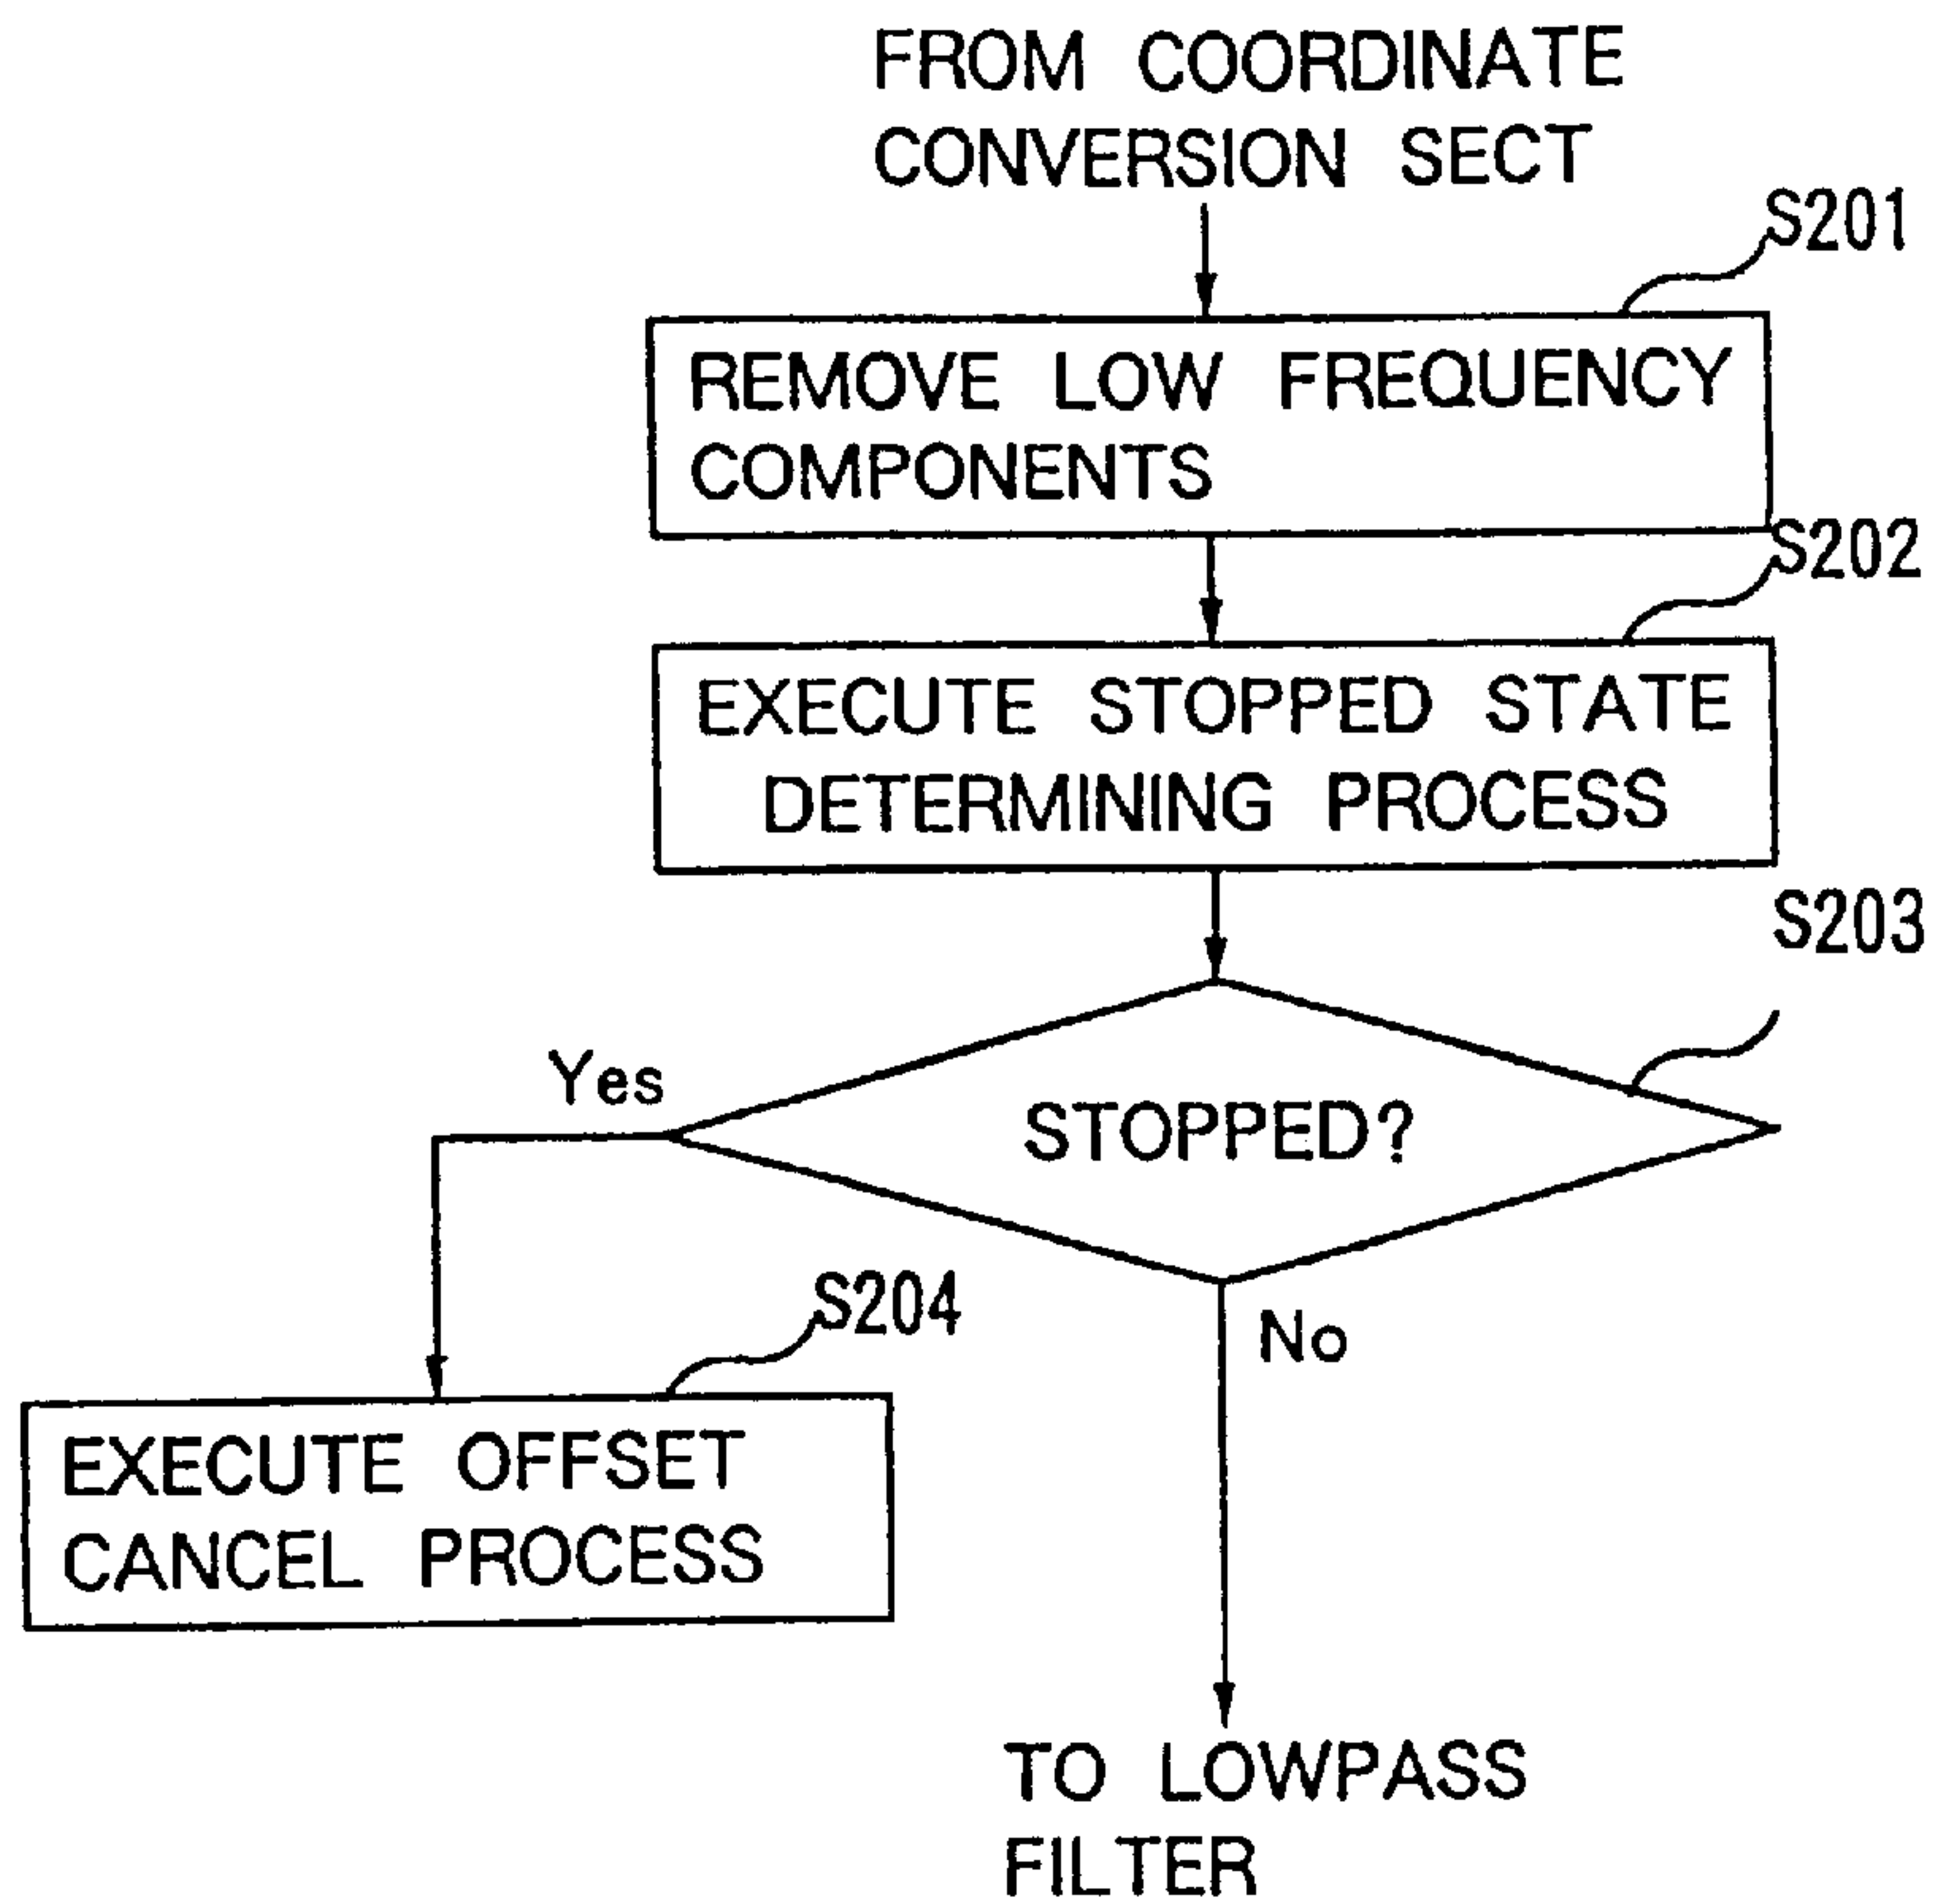 FROM COORDINATE
CONVERSION SECT
S201
REMOVE LOW FREQUENCY
COMPONENTS
S202
EXECUTE STOPPED STATE
DETERMINING PROCESS
S203
Yes
STOPPED?
S204
No
EXECUTE OFFSET
CANCEL PROCESS
TO LOWPASS
FILTER